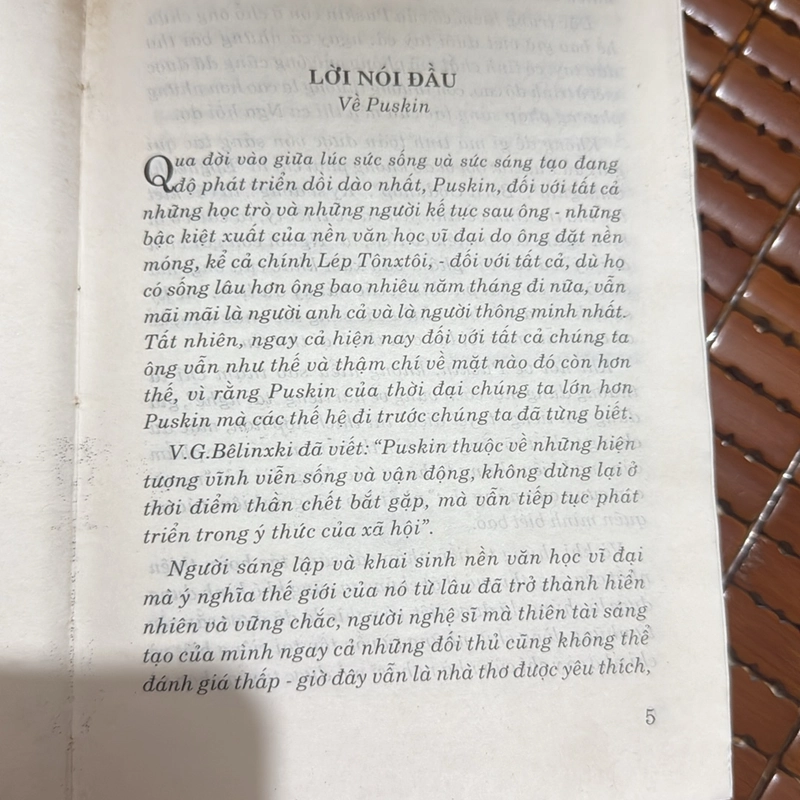 LỜI NÓI ĐẦU
Về Puskin
Qua đời vào giữa lúc sức sống và sức sáng tạo đang
độ phát triển dồi dào nhất, Puskin, đối với tất cả
những học trò và những người kế tục sau ông - những
bậc kiệt xuất của nền văn học vĩ đại do ông đặt nền
móng, kể cả chính Lép Tônxtôi, - đối với tất cả, dù họ
có sống lâu hơn ông bao nhiêu năm tháng đi nữa, vẫn
mãi mãi là người anh cả và là người thông minh nhất.
Tất nhiên, ngay cả hiện nay đối với tất cả chúng ta
ông vẫn như thế và thậm chí về mặt nào đó còn hơn
thế, vì rằng Puskin của thời đại chúng ta lớn hơn
Puskin mà các thế hệ đi trước chúng ta đã từng biết.
V.G.Bêlinxki đã viết: “Puskin thuộc về những hiện
tượng vĩnh viễn sống và vận động, không dừng lại ở
thời điểm thần chết bắt gặp, mà vẫn tiếp tục phát
triển trong ý thức của xã hội”.
Người sáng lập và khai sinh nền văn học vĩ đại
mà ý nghĩa thế giới của nó từ lâu đã trở thành hiển
nhiên và vững chắc, người nghệ sĩ mà thiên tài sáng
tạo của mình ngay cả những đối thủ cũng không thể
đánh giá thấp - giờ đây vẫn là nhà thơ được yêu thích,
5